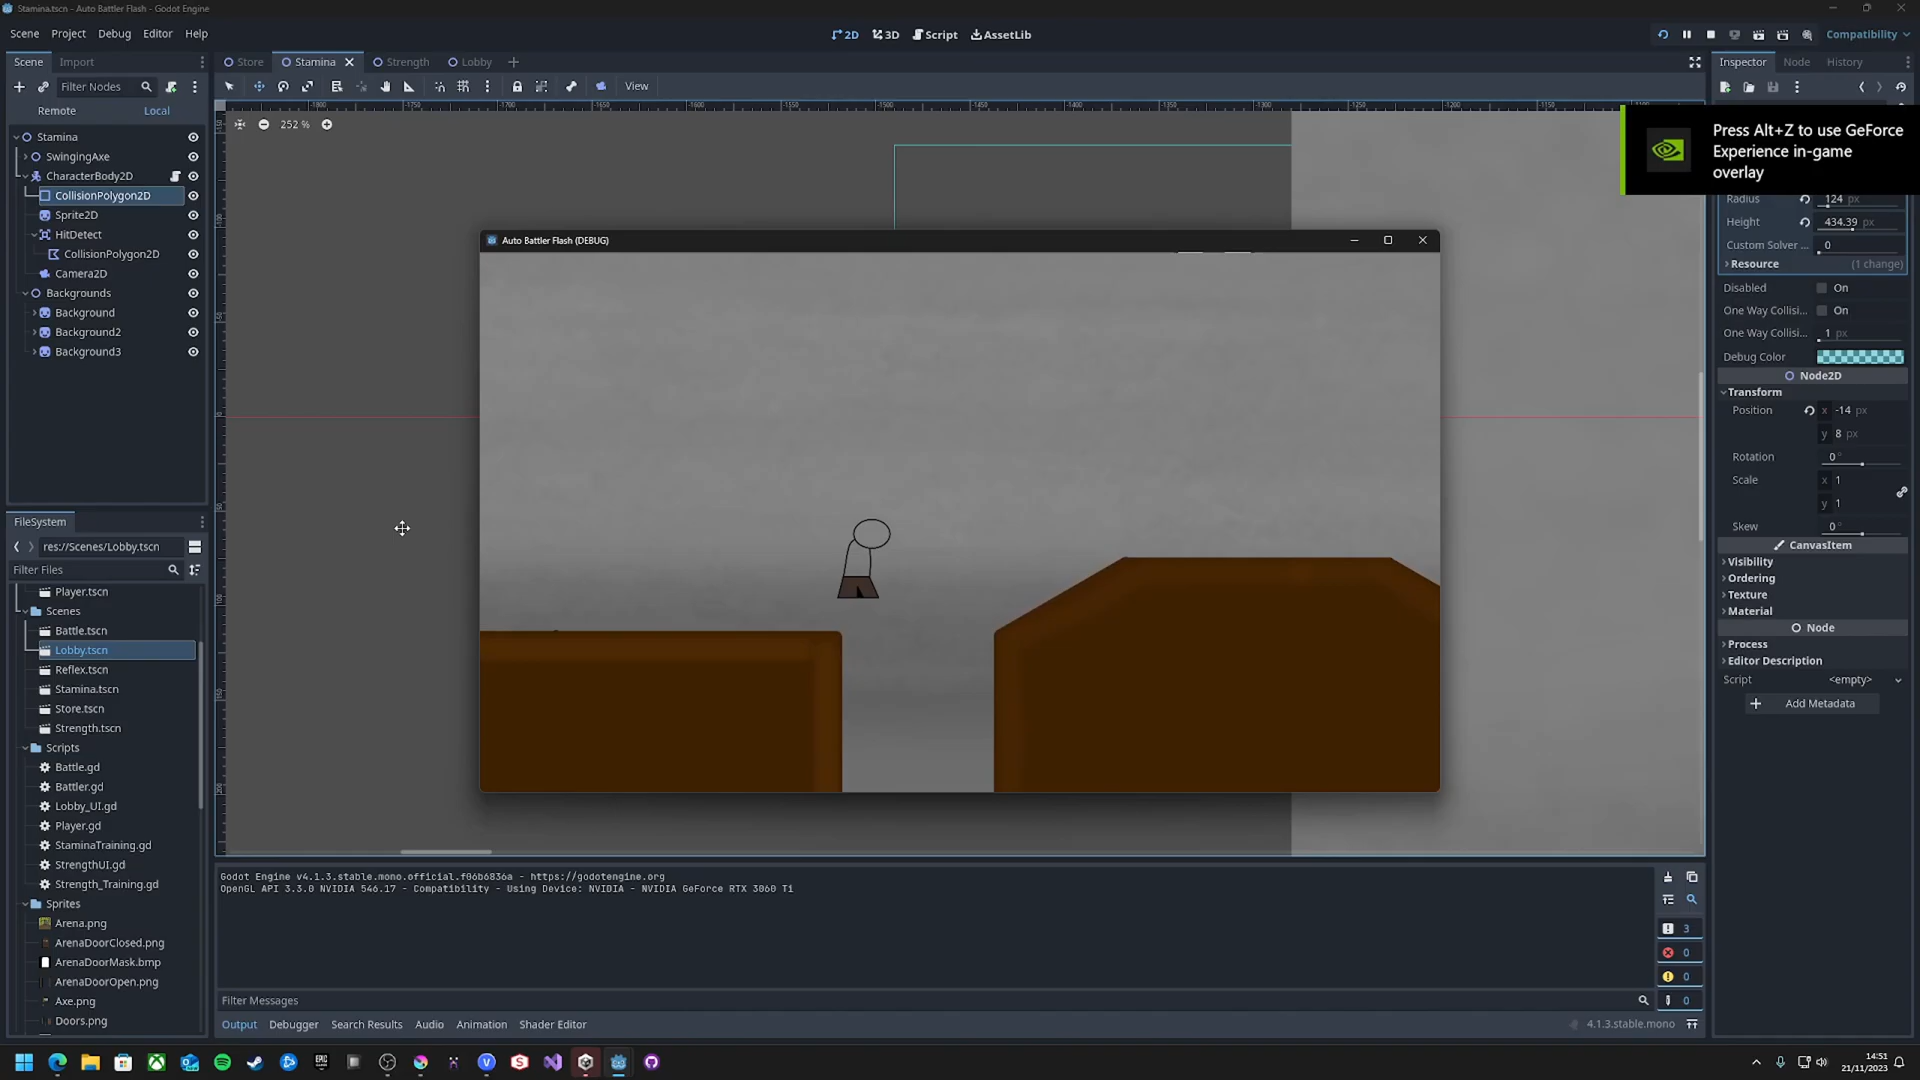 Stamina.tscn - Auto Battler Flash - Godot Engine
Scene Project Debug Editor Help
2D 3D Script AssetLib
Compatibility
Scene Import
Store Stamina Strength Lobby
Inspector Node History
Filter Nodes
View
Remote Local
252 %
Stamina
SwingingAxe
CharacterBody2D
CollisionPolygon2D
Sprite2D
HitDetect
CollisionPolygon2D
Camera2D
Backgrounds
Background
Background2
Background3
Press Alt+Z to use GeForce
Experience in-game
overlay
Auto Battler Flash (DEBUG)
Radius 124 px
Height 434.39 px
Custom Solver ... 0
Resource (1 change)
Disabled On
One Way Collisi... On
One Way Collisi... 1 px
Debug Color
Node2D
Transform
Position x -14 px
y 8 px
Rotation 0 °
Scale x 1
y 1
Skew 0 °
CanvasItem
Visibility
Ordering
Texture
Material
Node
Process
Editor Description
Script <empty>
Add Metadata
FileSystem
res://Scenes/Lobby.tscn
Filter Files
Player.tscn
Scenes
Battle.tscn
Lobby.tscn
Reflex.tscn
Stamina.tscn
Store.tscn
Strength.tscn
Scripts
Battle.gd
Battler.gd
Lobby_UI.gd
Player.gd
StaminaTraining.gd
StrengthUI.gd
Strength_Training.gd
Sprites
Arena.png
ArenaDoorClosed.png
ArenaDoorMask.bmp
ArenaDoorOpen.png
Axe.png
Doors.png
Godot Engine v4.1.3.stable.mono.official.f06b6836a - https://godotengine.org
OpenGL API 3.3.0 NVIDIA 546.17 - Compatibility - Using Device: NVIDIA - NVIDIA GeForce RTX 3060 Ti
3
0
0
0
Filter Messages
Output Debugger Search Results Audio Animation Shader Editor
4.1.3.stable.mono
14:51
21/11/2023